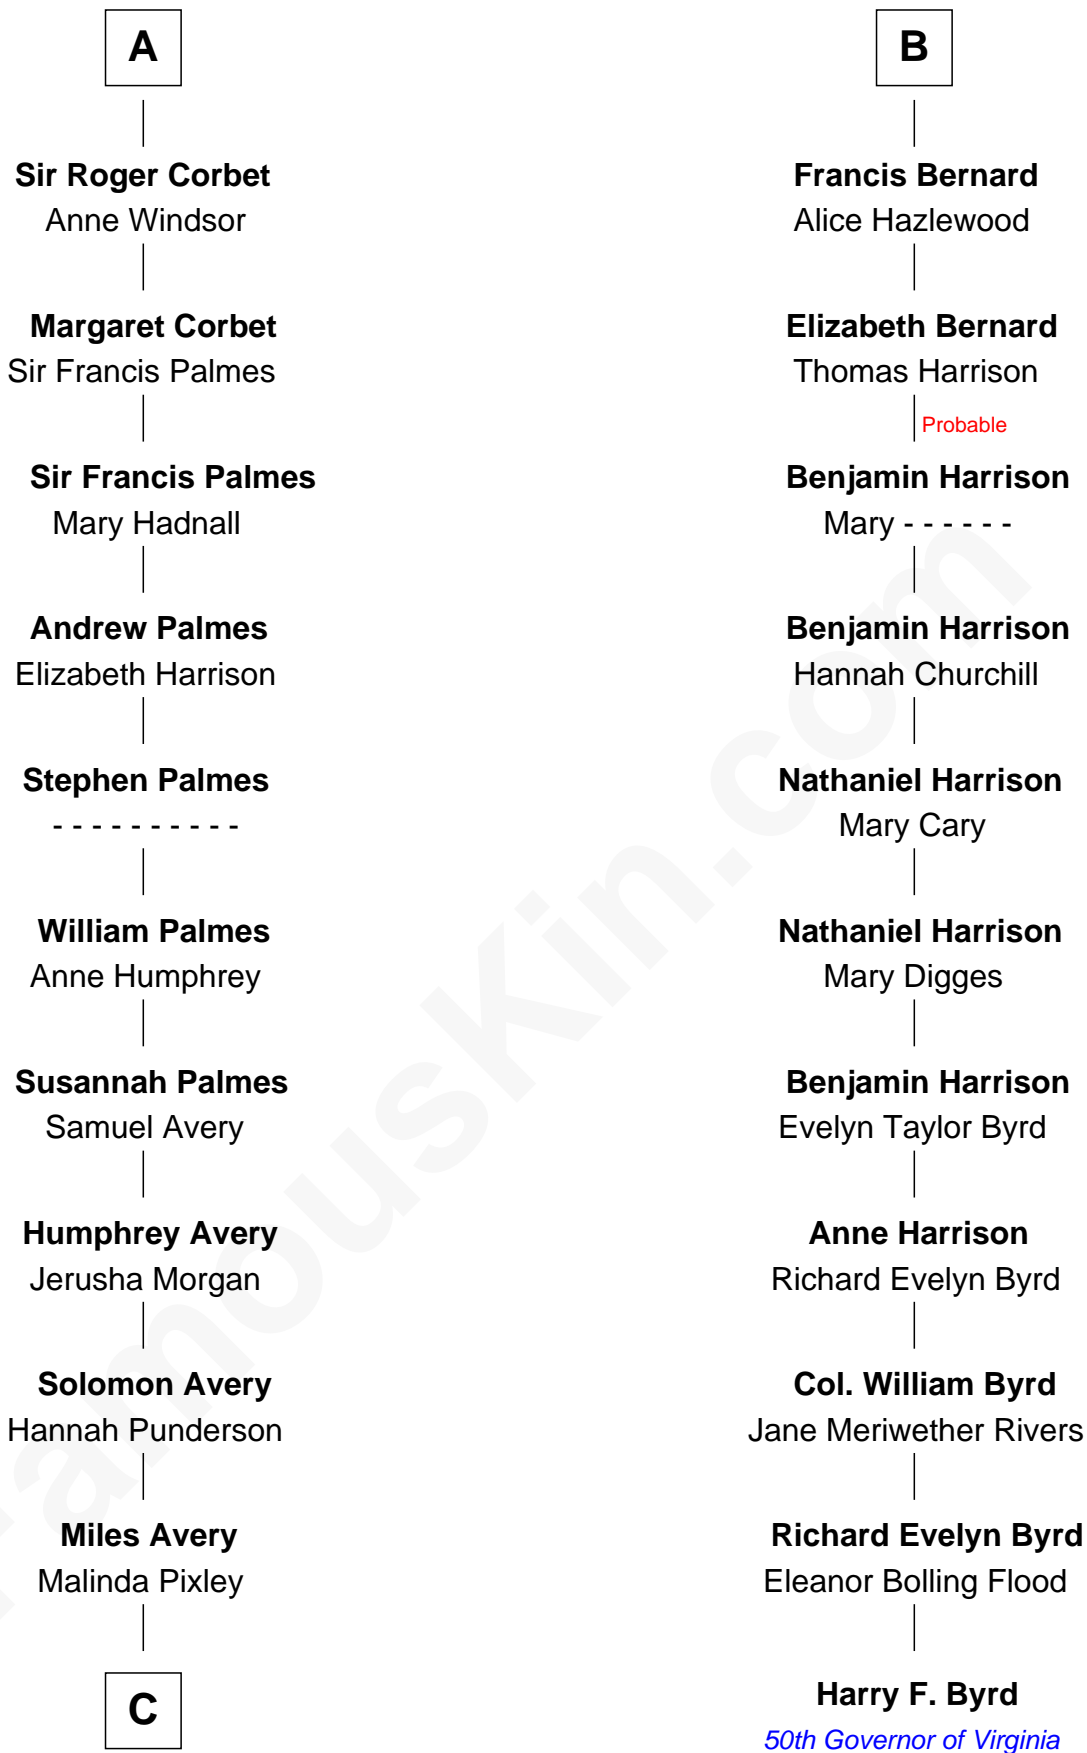 A
Sir Roger Corbet
Anne Windsor
Margaret Corbet
Sir Francis Palmes
Sir Francis Palmes
Mary Hadnall
Andrew Palmes
Elizabeth Harrison
Stephen Palmes
- - - - - - - - - -
William Palmes
Anne Humphrey
Susannah Palmes
Samuel Avery
Humphrey Avery
Jerusha Morgan
Solomon Avery
Hannah Punderson
Miles Avery
Malinda Pixley
C
B
Francis Bernard
Alice Hazlewood
Elizabeth Bernard
Thomas Harrison
Probable
Benjamin Harrison
Mary - - - - - -
Benjamin Harrison
Hannah Churchill
Nathaniel Harrison
Mary Cary
Nathaniel Harrison
Mary Digges
Benjamin Harrison
Evelyn Taylor Byrd
Anne Harrison
Richard Evelyn Byrd
Col. William Byrd
Jane Meriwether Rivers
Richard Evelyn Byrd
Eleanor Bolling Flood
Harry F. Byrd
50th Governor of Virginia
FamousKin.com